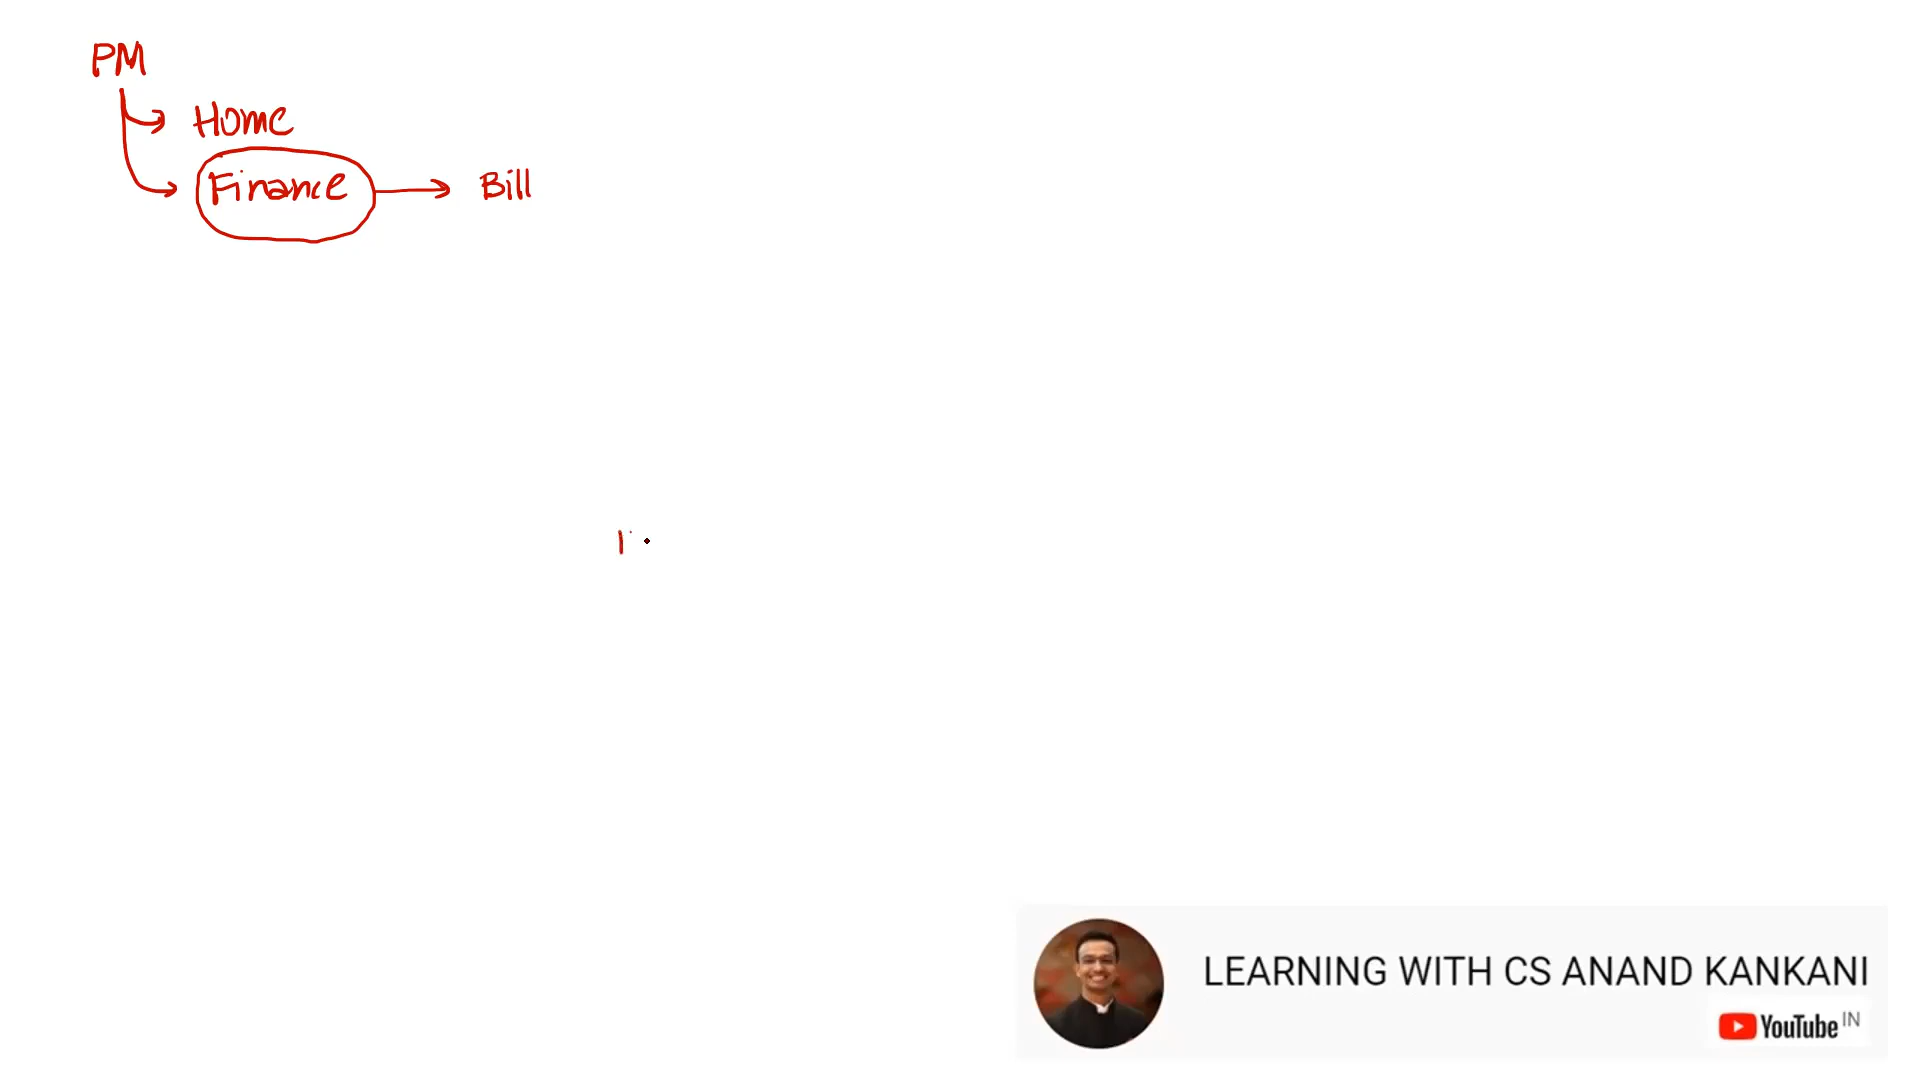 PM
Home
Finance Bill
LEARNING WITH CS ANAND KANKANI
YouTube IN